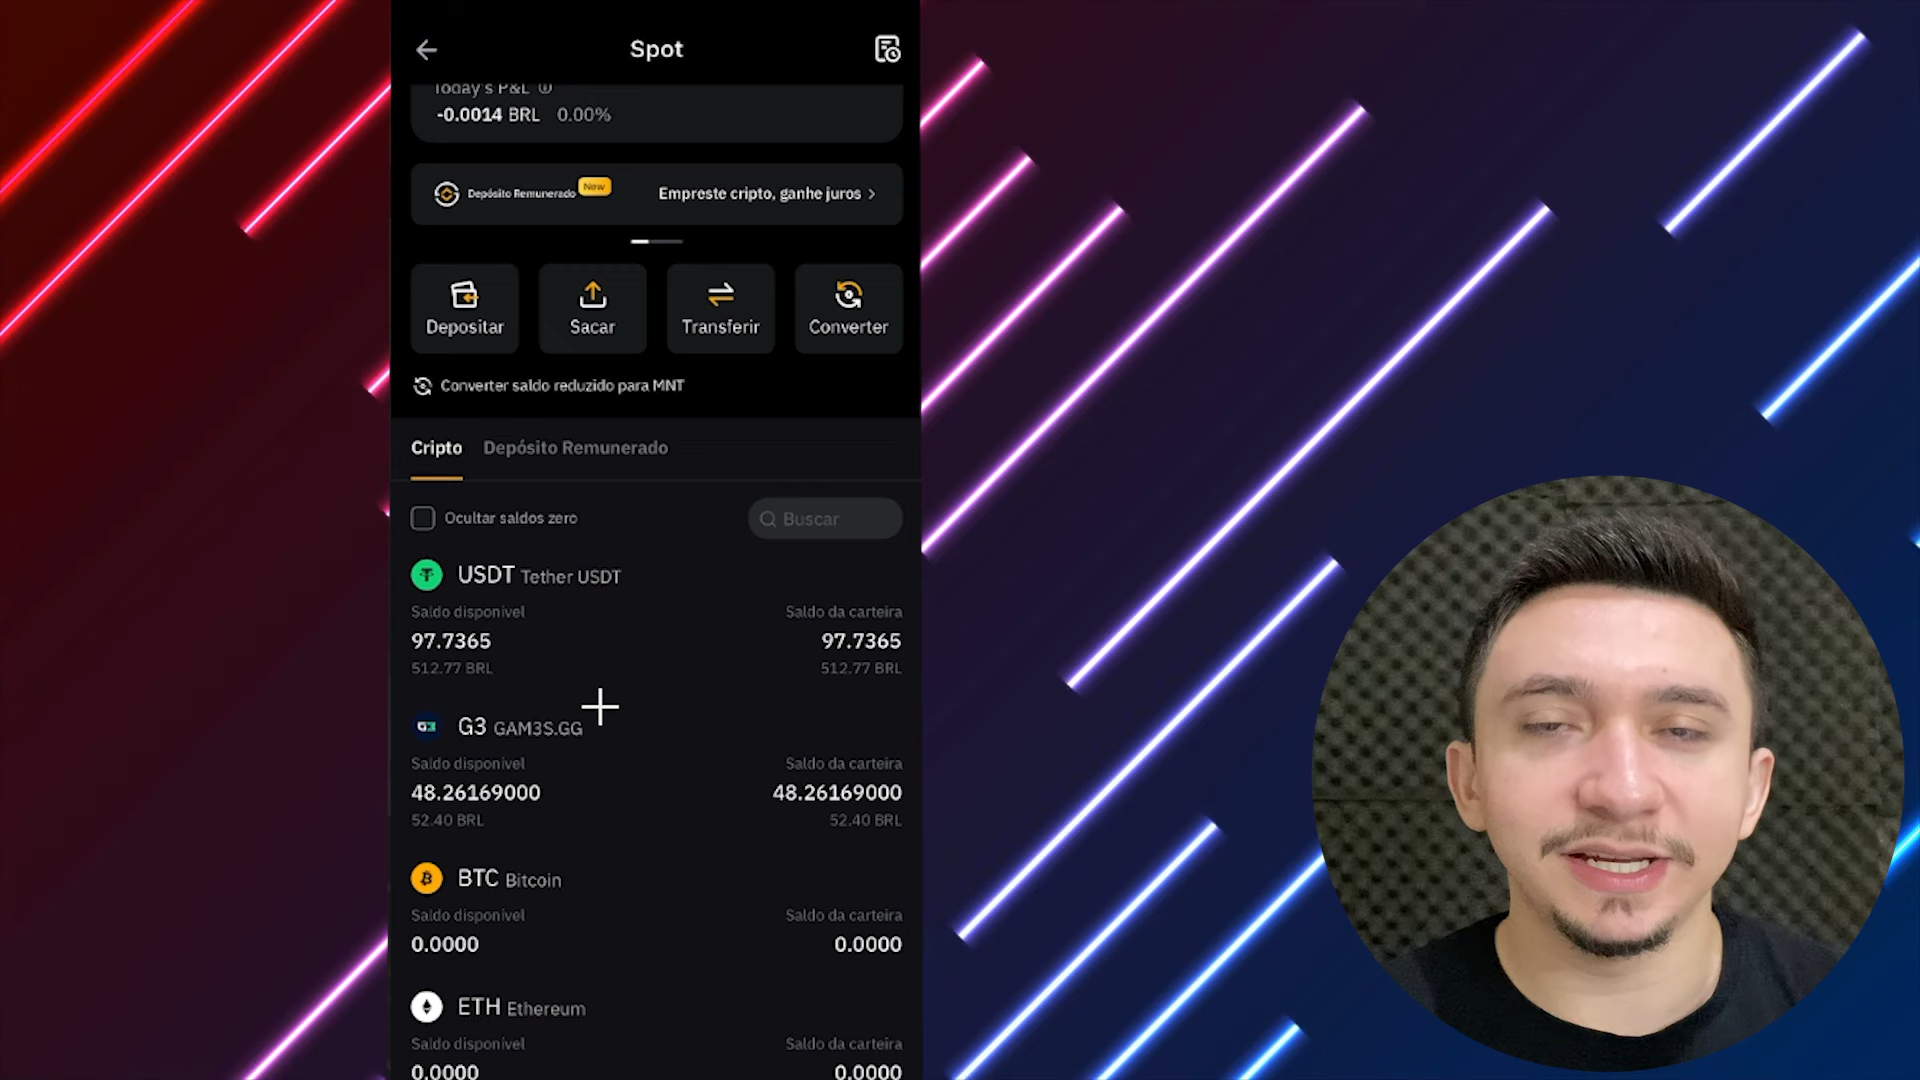 Spot
Today's P&L
-0.0014 BRL 0.00%
Depósito Remunerado New Empreste cripto, ganhe juros >
Depositar Sacar Transferir Converter
Converter saldo reduzido para MNT
Cripto Depósito Remunerado
Ocultar saldos zero Buscar
USDT Tether USDT
Saldo disponível Saldo da carteira
97.7365 97.7365
512.77 BRL 512.77 BRL
G3 GAM3S.GG
Saldo disponível Saldo da carteira
48.26169000 48.26169000
52.40 BRL 52.40 BRL
BTC Bitcoin
Saldo disponível Saldo da carteira
0.0000 0.0000
ETH Ethereum
Saldo disponível Saldo da carteira
0.0000 0.0000